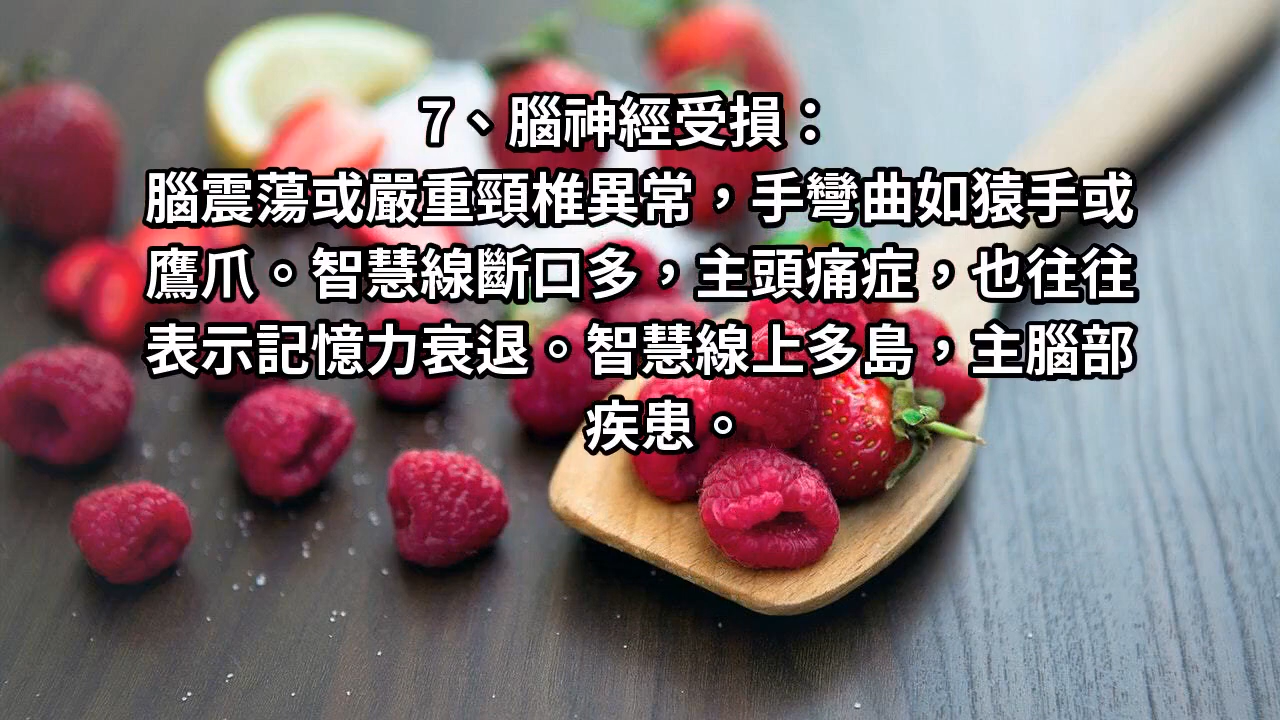 7、腦神經受損：
腦震蕩或嚴重頸椎異常，手彎曲如猿手或
鷹爪。智慧線斷口多，主頭痛症，也往往
表示記憶力衰退。智慧線上多島，主腦部
疾患。